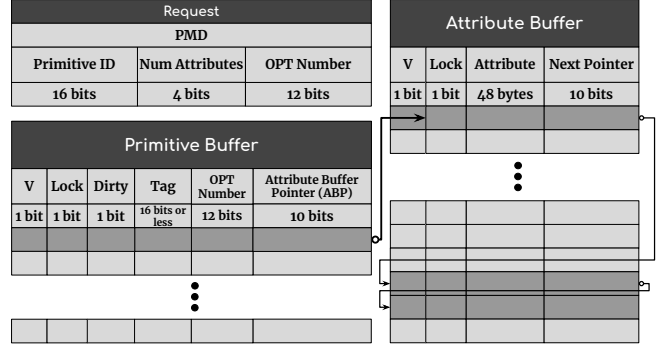 Request
PMD
Primitive ID Num Attributes OPT Number
16 bits 4 bits 12 bits
Primitive Buffer
V Lock Dirty Tag OPT Number Attribute Buffer Pointer (ABP)
1 bit 1 bit 1 bit 16 bits or less 12 bits 10 bits
Attribute Buffer
V Lock Attribute Next Pointer
1 bit 1 bit 48 bytes 10 bits